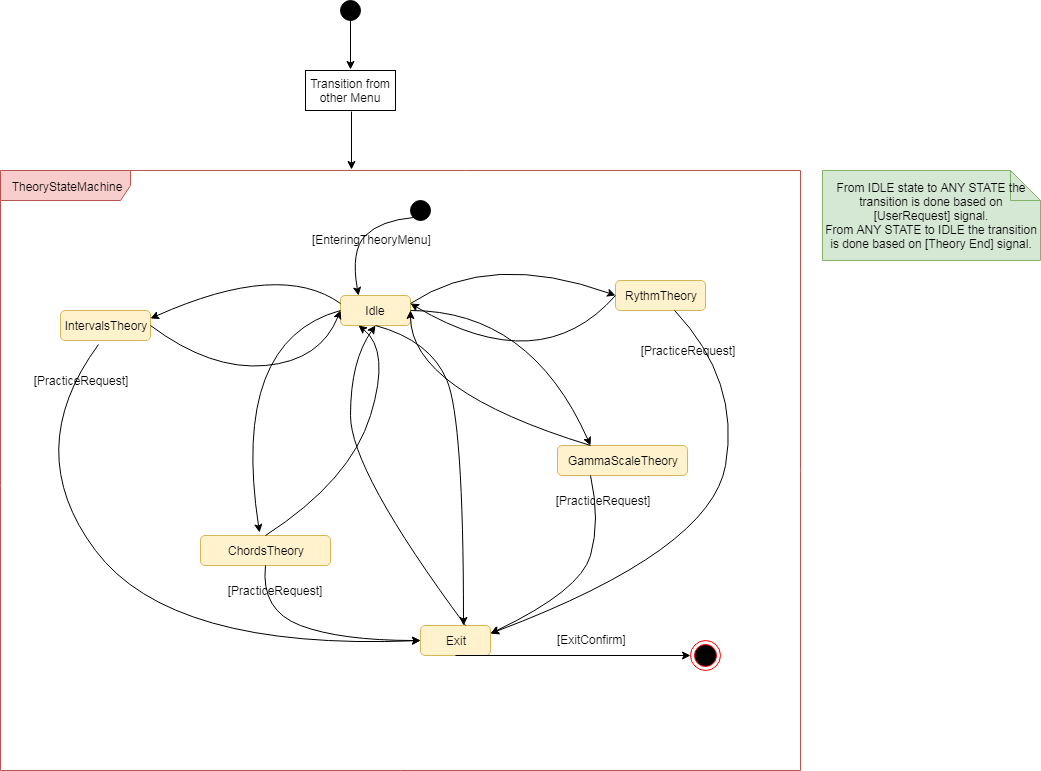 Transition from
other Menu
TheoryStateMachine
From IDLE state to ANY STATE the
transition is done based on
[UserRequest] signal.
From ANY STATE to IDLE the transition
is done based on [Theory End] signal.
[EnteringTheoryMenu]
Idle
RythmTheory
IntervalsTheory
[PracticeRequest]
[PracticeRequest]
GammaScaleTheory
[PracticeRequest]
ChordsTheory
[PracticeRequest]
Exit
[ExitConfirm]